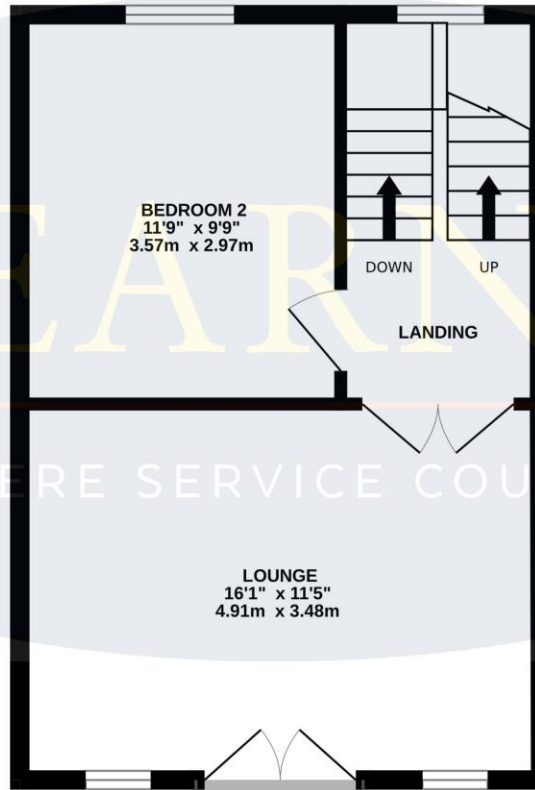 BEDROOM 2
11'9" x 9'9"
3.57m x 2.97m
DOWN
UP
LANDING
EARN
ERE SERVICE COU
LOUNGE
16'1" x 11'5"
4.91m x 3.48m